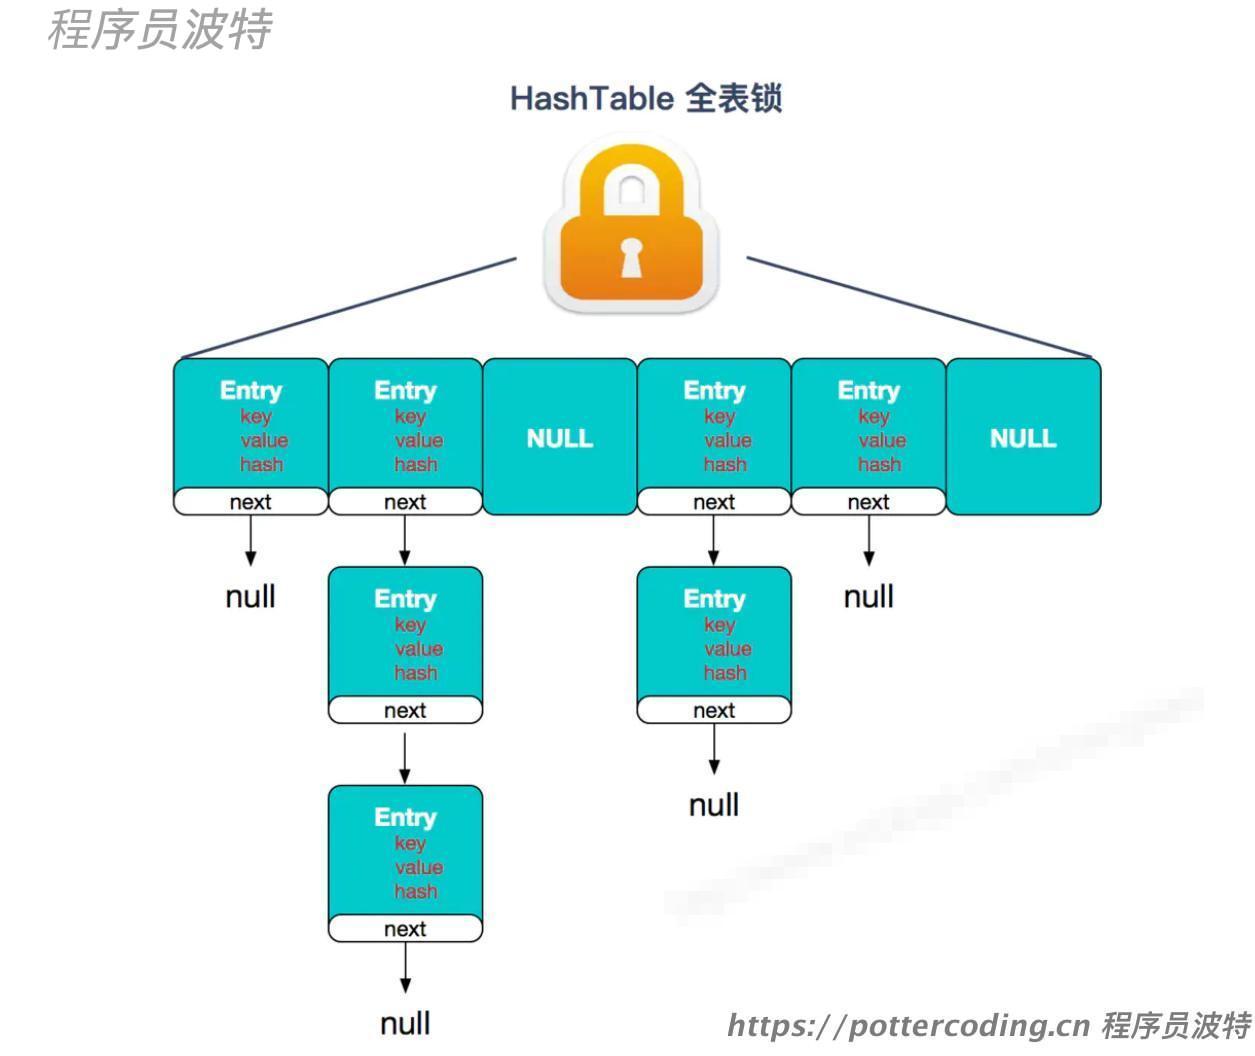 程序员波特
HashTable 全表锁
Entry
key
value
hash
next
Entry
key
value
hash
next
NULL
Entry
key
value
hash
next
Entry
key
value
hash
next
NULL
null
Entry
key
value
hash
next
Entry
key
value
hash
next
null
Entry
key
value
hash
next
null
null
https://pottercoding.cn 程序员波特